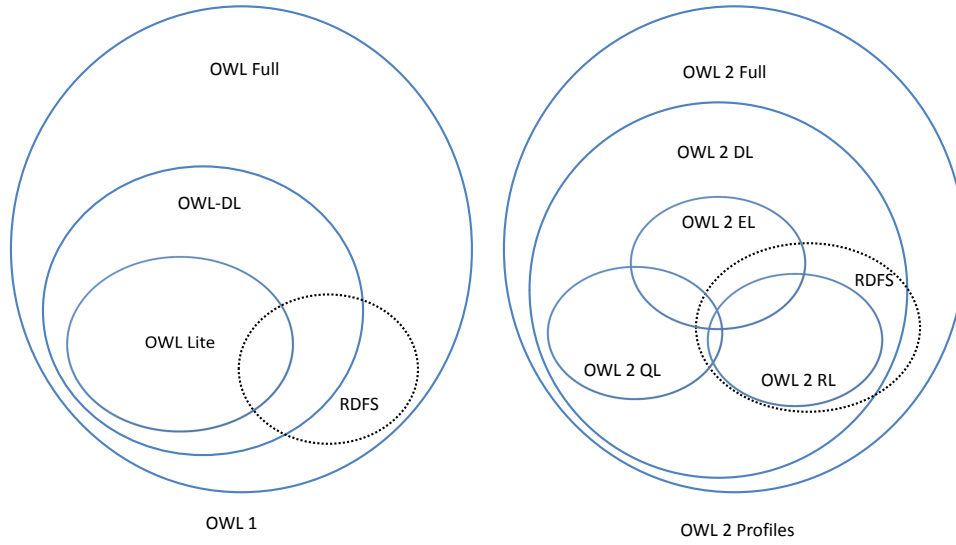 OWL Full
OWL-DL
OWL Lite
RDFS
OWL 1
OWL 2 Full
OWL 2 DL
OWL 2 EL
RDFS
OWL 2 QL
OWL 2 RL
OWL 2 Profiles